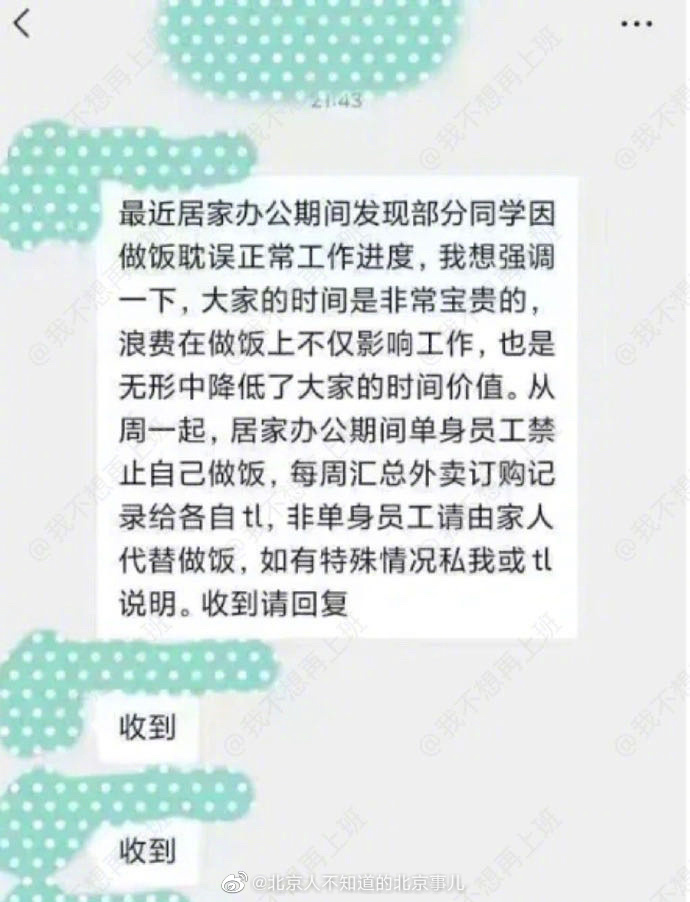 21:43
最近居家办公期间发现部分同学因
做饭耽误正常工作进度，我想强调
一下，大家的时间是非常宝贵的，
浪费在做饭上不仅影响工作，也是
无形中降低了大家的时间价值。从
周一起，居家办公期间单身员工禁
止自己做饭，每周汇总外卖订购记
录给各自tl，非单身员工请由家人
代替做饭，如有特殊情况私我或tl
说明。收到请回复
收到
收到
@北京人不知道的北京事儿
@我不想再上班